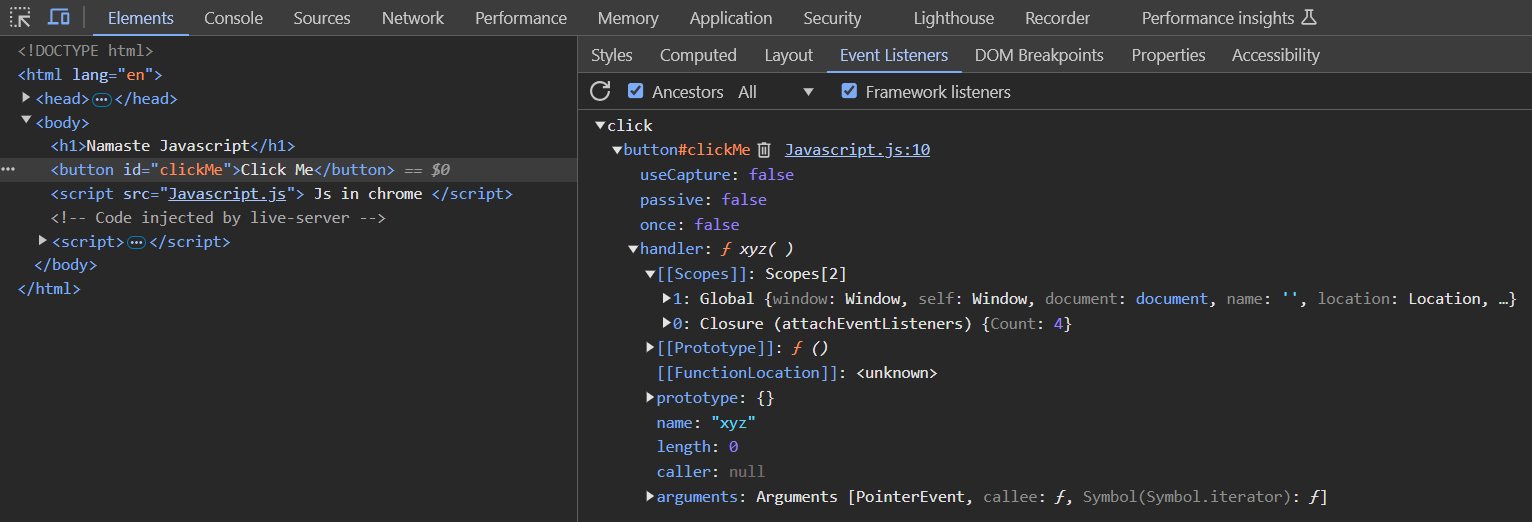 Elements Console Sources Network Performance Memory Application Security Lighthouse Recorder Performance insights
<!DOCTYPE html>
<html lang="en">
<head> ··· </head>
<body>
<h1>Namaste Javascript</h1>
··· <button id="clickMe">Click Me</button> == $0
<script src="Javascript.js"> Js in chrome </script>
<!-- Code injected by live-server -->
<script> ··· </script>
</body>
</html>
Styles Computed Layout Event Listeners DOM Breakpoints Properties Accessibility
Ancestors All Framework listeners
click
button#clickMe Javascript.js:10
useCapture: false
passive: false
once: false
handler: ƒ xyz( )
[[Scopes]]: Scopes[2]
1: Global {window: Window, self: Window, document: document, name: '', location: Location, …}
0: Closure (attachEventListeners) {Count: 4}
[[Prototype]]: ƒ ()
[[FunctionLocation]]: <unknown>
prototype: {}
name: "xyz"
length: 0
caller: null
arguments: Arguments [PointerEvent, callee: ƒ, Symbol(Symbol.iterator): ƒ]